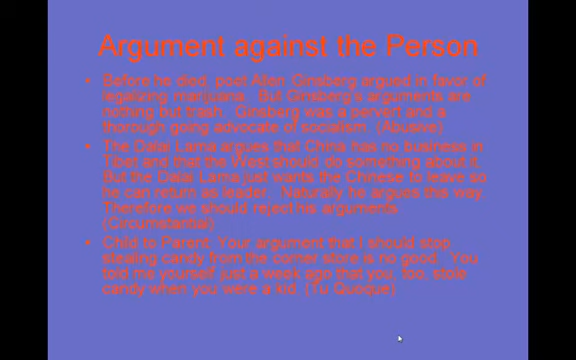 Argument against the Person
• Before he died, poet Allen Ginsberg argued in favor of
legalizing marijuana. But Ginsberg's arguments are
nothing but trash. Ginsberg was a pervert and a
thorough going advocate of socialism. (Abusive)
• The Dalai Lama argues that China has no business in
Tibet and that the West should do something about it.
But the Dalai Lama just wants the Chinese to leave so
he can return as leader. Naturally he argues this way.
Therefore we should reject his arguments.
(Circumstantial)
• Child to Parent: Your argument that I should stop
stealing candy from the corner store is no good. You
told me yourself just a week ago that you, too, stole
candy when you were a kid. (Tu Quoque)